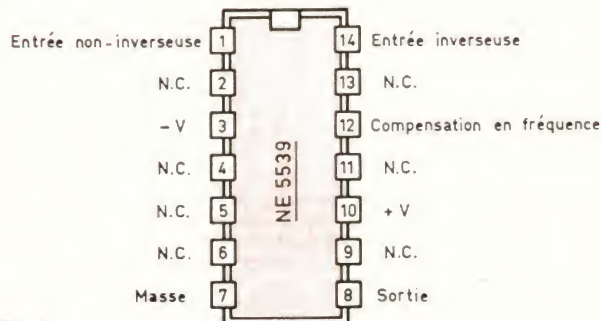 Entrée non-inverseuse 1 14 Entrée inverseuse
N.C. 2 13 N.C.
– V 3 12 Compensation en fréquence
N.C. 4 11 N.C.
N.C. 5 10 + V
N.C. 6 9 N.C.
Masse 7 8 Sortie
NE 5539